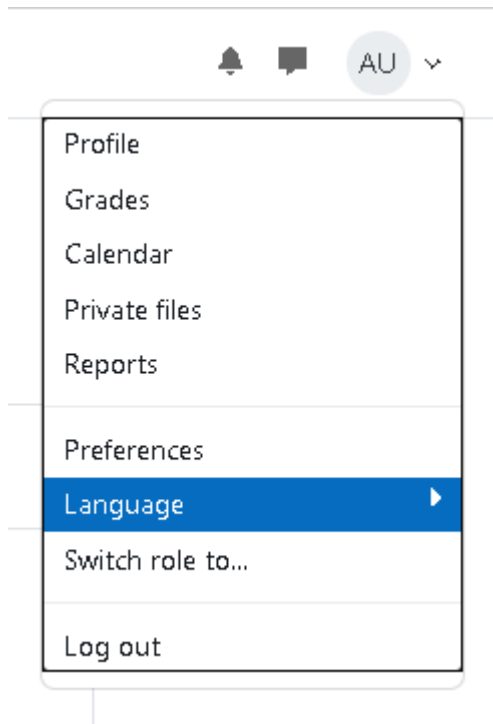 AU
Profile
Grades
Calendar
Private files
Reports
Preferences
Language
Switch role to...
Log out